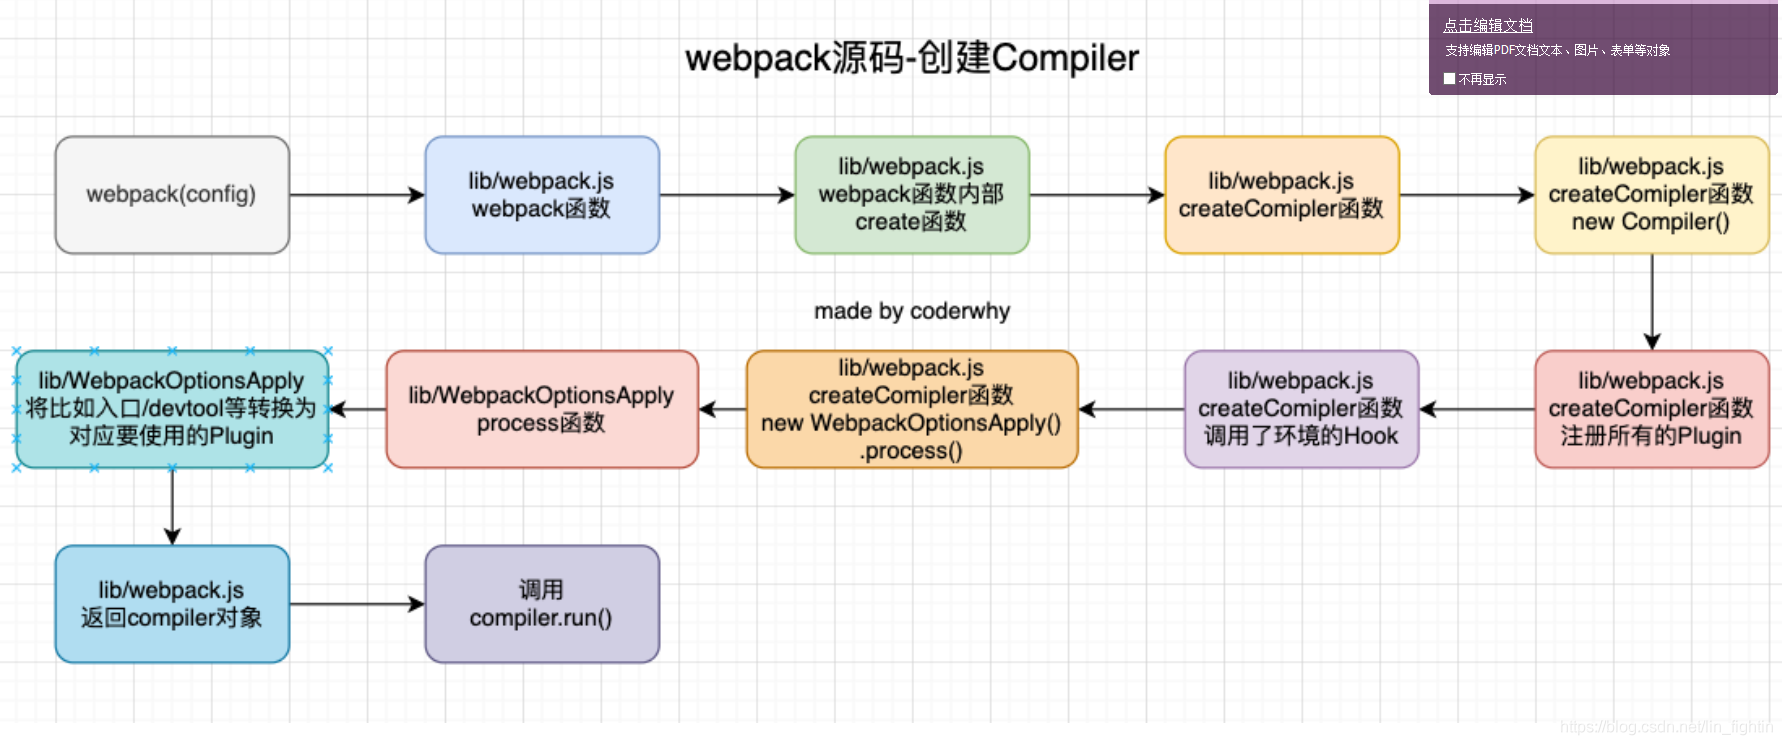 点击编辑文档
支持编辑PDF文档文本、图片、表单等对象
不再显示
webpack源码-创建Compiler
webpack(config)
lib/webpack.js
webpack函数
lib/webpack.js
webpack函数内部
create函数
lib/webpack.js
createComipler函数
lib/webpack.js
createComipler函数
new Compiler()
made by coderwhy
lib/webpack.js
createComipler函数
注册所有的Plugin
lib/webpack.js
createComipler函数
调用了环境的Hook
lib/webpack.js
createComipler函数
new WebpackOptionsApply()
.process()
lib/WebpackOptionsApply
process函数
lib/WebpackOptionsApply
将比如入口/devtool等转换为
对应要使用的Plugin
lib/webpack.js
返回compiler对象
调用
compiler.run()
https://blog.csdn.net/lin_fightin